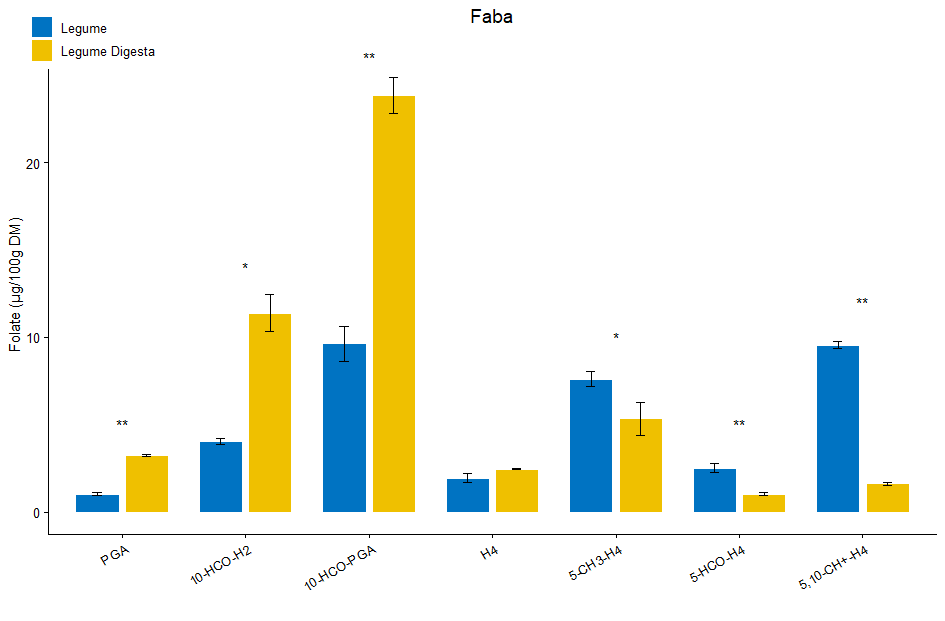 Faba
Legume
Legume Digesta
**
*
**
*
**
**
20
10
0
Folate (µg/100g DM)
PGA
10-HCO-H2
10-HCO-PGA
H4
5-CH3-H4
5-HCO-H4
5,10-CH+-H4